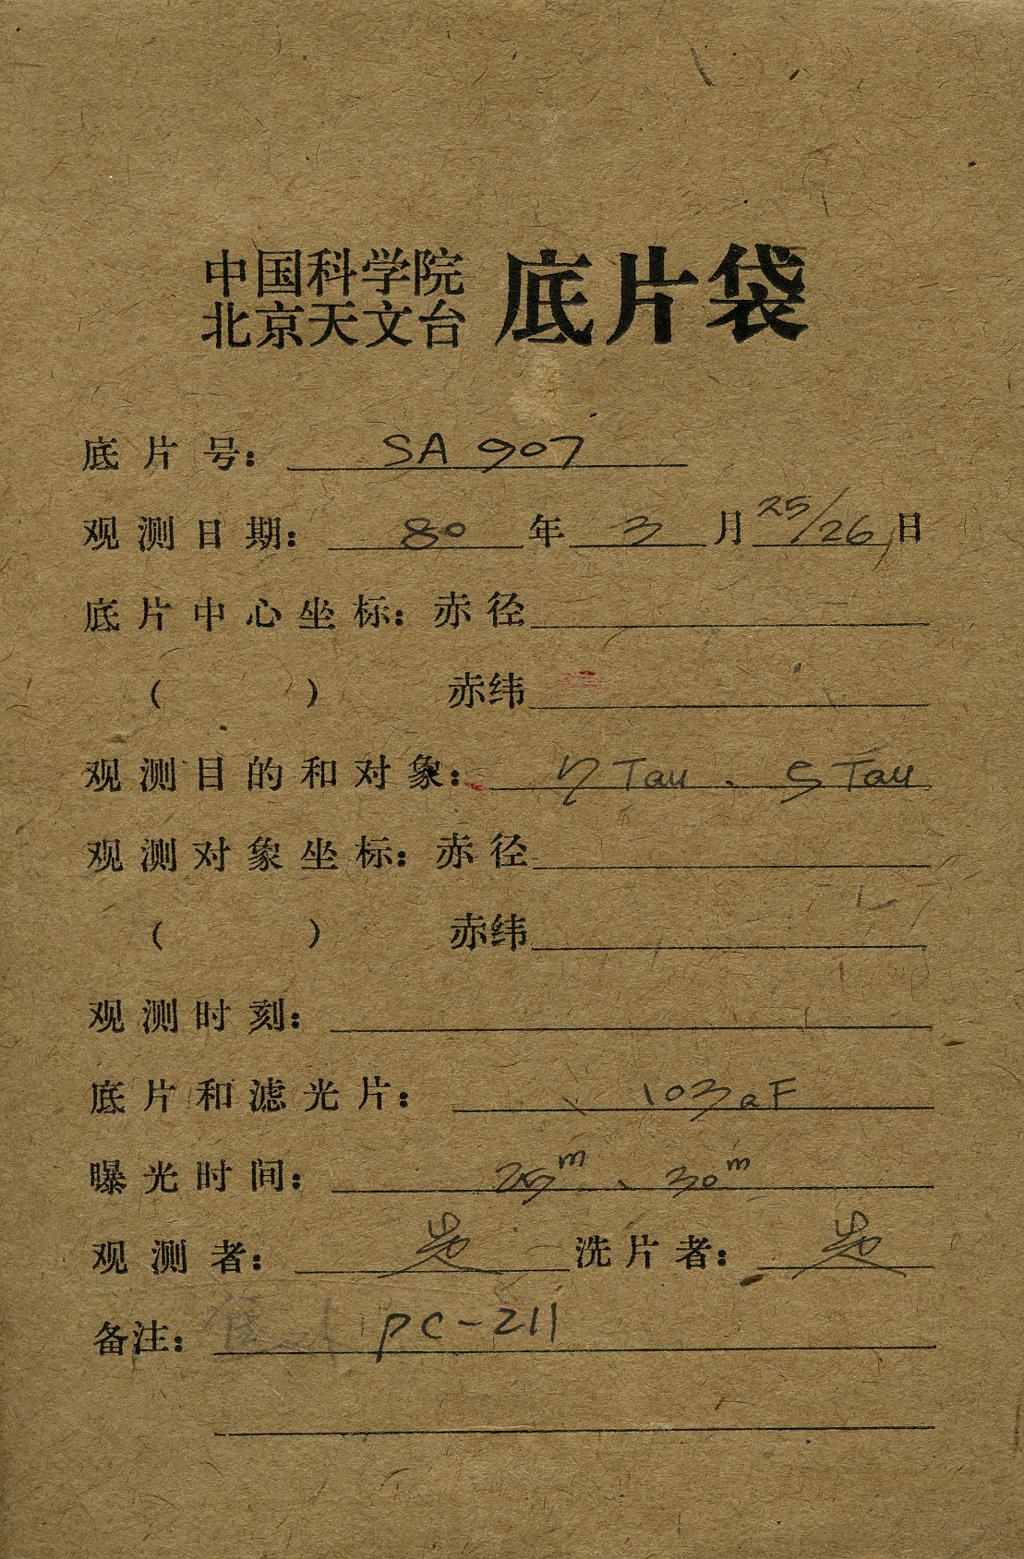 中国科学院
北京天文台
底片袋
底片号： SA 907
观测日期： 80 年 3 月 25/26 日
底片中心坐标：赤径
（ ） 赤纬
观测目的和对象： η Tau 、 ς Tau
观测对象坐标：赤径
（ ） 赤纬
观测时刻：
底片和滤光片： 103aF
曝光时间： 25m 、 30m
观测者： 洗片者：
备注： PC-211